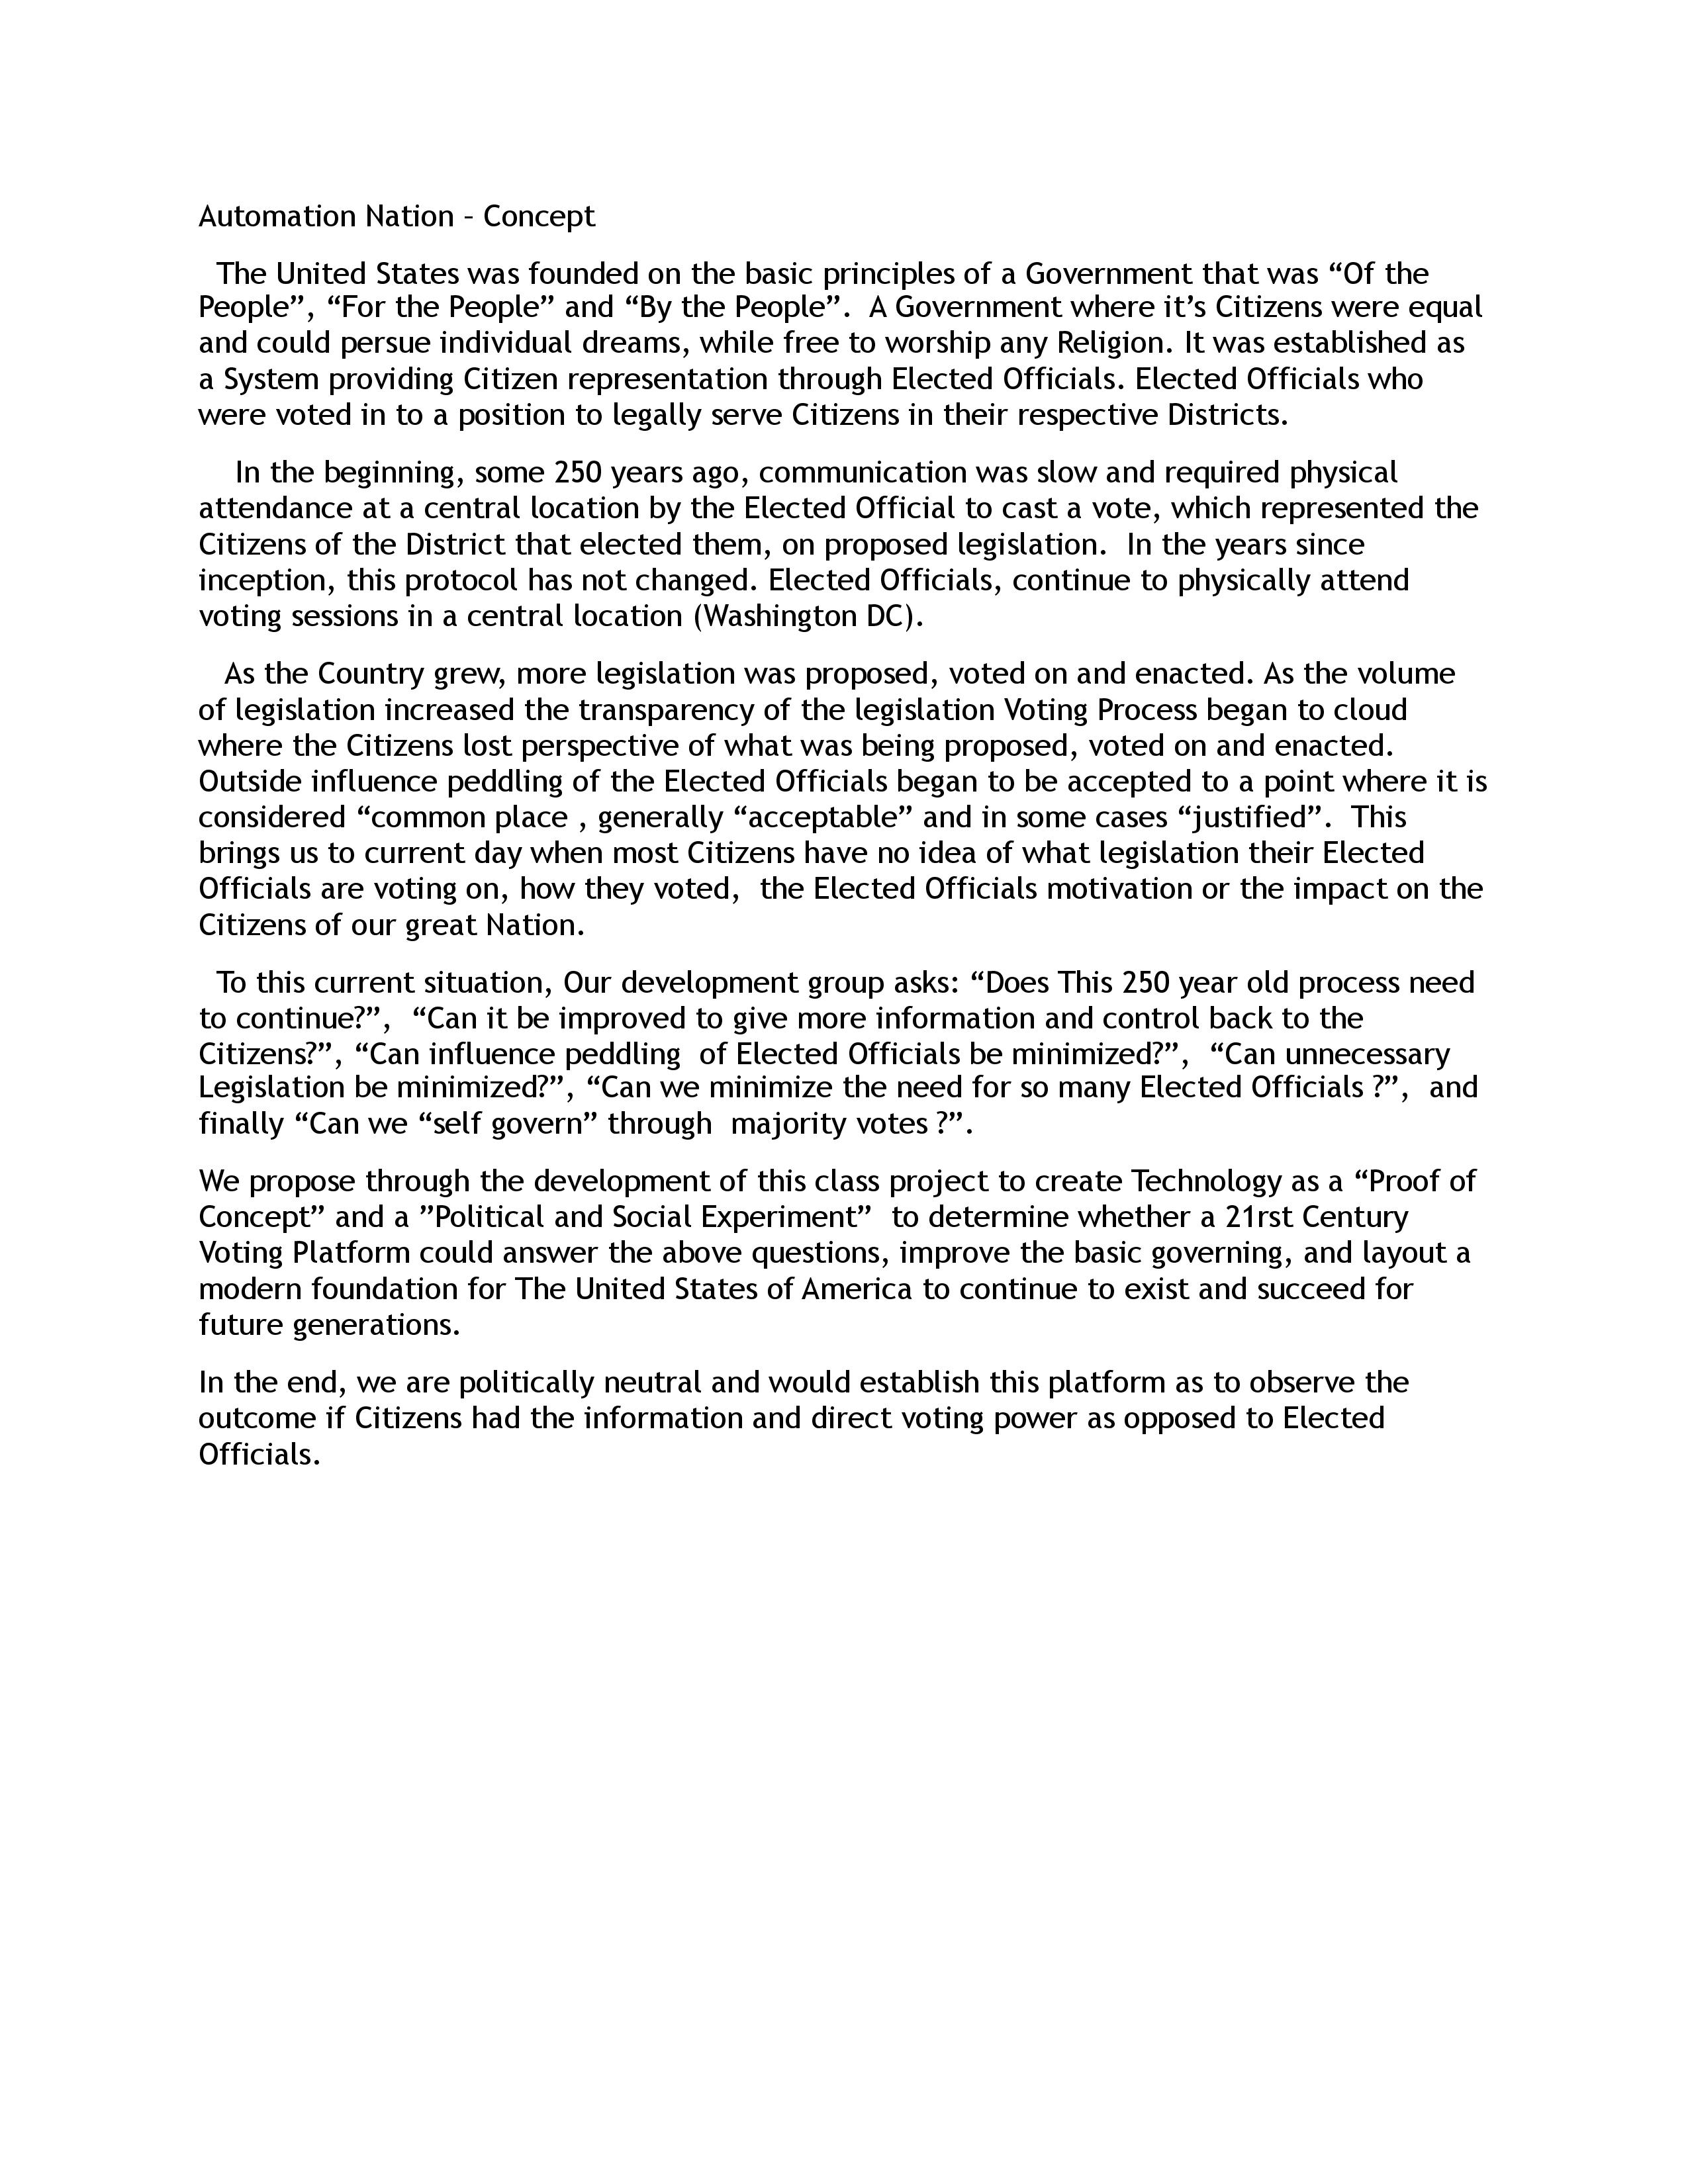 Automation Nation – Concept
The United States was founded on the basic principles of a Government that was “Of the
People”, “For the People” and “By the People”.  A Government where it’s Citizens were equal
and could persue individual dreams, while free to worship any Religion. It was established as
a System providing Citizen representation through Elected Officials. Elected Officials who
were voted in to a position to legally serve Citizens in their respective Districts.
In the beginning, some 250 years ago, communication was slow and required physical
attendance at a central location by the Elected Official to cast a vote, which represented the
Citizens of the District that elected them, on proposed legislation.  In the years since
inception, this protocol has not changed. Elected Officials, continue to physically attend
voting sessions in a central location (Washington DC).
As the Country grew, more legislation was proposed, voted on and enacted. As the volume
of legislation increased the transparency of the legislation Voting Process began to cloud
where the Citizens lost perspective of what was being proposed, voted on and enacted.
Outside influence peddling of the Elected Officials began to be accepted to a point where it is
considered “common place , generally “acceptable” and in some cases “justified”.  This
brings us to current day when most Citizens have no idea of what legislation their Elected
Officials are voting on, how they voted,  the Elected Officials motivation or the impact on the
Citizens of our great Nation.
To this current situation, Our development group asks: “Does This 250 year old process need
to continue?”,  “Can it be improved to give more information and control back to the
Citizens?”, “Can influence peddling  of Elected Officials be minimized?”,  “Can unnecessary
Legislation be minimized?”, “Can we minimize the need for so many Elected Officials ?”,  and
finally “Can we “self govern” through  majority votes ?”.
We propose through the development of this class project to create Technology as a “Proof of
Concept” and a ”Political and Social Experiment”  to determine whether a 21rst Century
Voting Platform could answer the above questions, improve the basic governing, and layout a
modern foundation for The United States of America to continue to exist and succeed for
future generations.
In the end, we are politically neutral and would establish this platform as to observe the
outcome if Citizens had the information and direct voting power as opposed to Elected
Officials.